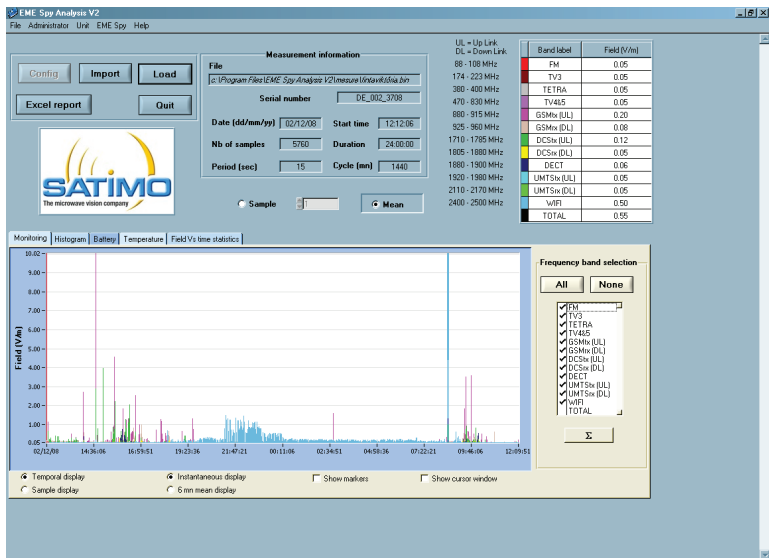 EME Spy Analysis V2
File Administrator Unit EME Spy Help
Config Import Load
Excel report Quit
SATIMO
The microwave vision company
Measurement information
File
c:\Program Files\EME Spy Analysis V2\mesure\Vintaviktória.bin
Serial number DE_002_3708
Date (dd/mm/yy) 02/12/08 Start time 12:12:06
Nb of samples 5760 Duration 24:00:00
Period (sec) 15 Cycle (mn) 1440
Sample 1 Mean
UL = Up Link
DL = Down Link
Band label Field (V/m)
88 - 108 MHz FM 0.05
174 - 223 MHz TV3 0.05
380 - 400 MHz TETRA 0.05
470 - 830 MHz TV4&5 0.05
880 - 915 MHz GSMtx (UL) 0.20
925 - 960 MHz GSMrx (DL) 0.08
1710 - 1785 MHz DCStx (UL) 0.12
1805 - 1880 MHz DCSrx (DL) 0.05
1880 - 1900 MHz DECT 0.06
1920 - 1980 MHz UMTStx (UL) 0.05
2110 - 2170 MHz UMTSrx (DL) 0.05
2400 - 2500 MHz WIFI 0.50
TOTAL 0.55
Monitoring Histogram Battery Temperature Field Vs time statistics
Field (V/m)
10.02
9.00
8.00
7.00
6.00
5.00
4.00
3.00
2.00
1.00
0.05
02/12/08 14:36:06 16:59:51 19:23:36 21:47:21 00:11:06 02:34:51 04:58:36 07:22:21 09:46:06 12:09:51
Temporal display Instantaneous display Show markers Show cursor window
Sample display 6 mn mean display
Frequency band selection
All None
FM
TV3
TETRA
TV4&5
GSMtx (UL)
GSMrx (DL)
DCStx (UL)
DCSrx (DL)
DECT
UMTStx (UL)
UMTSrx (DL)
WIFI
TOTAL
Σ